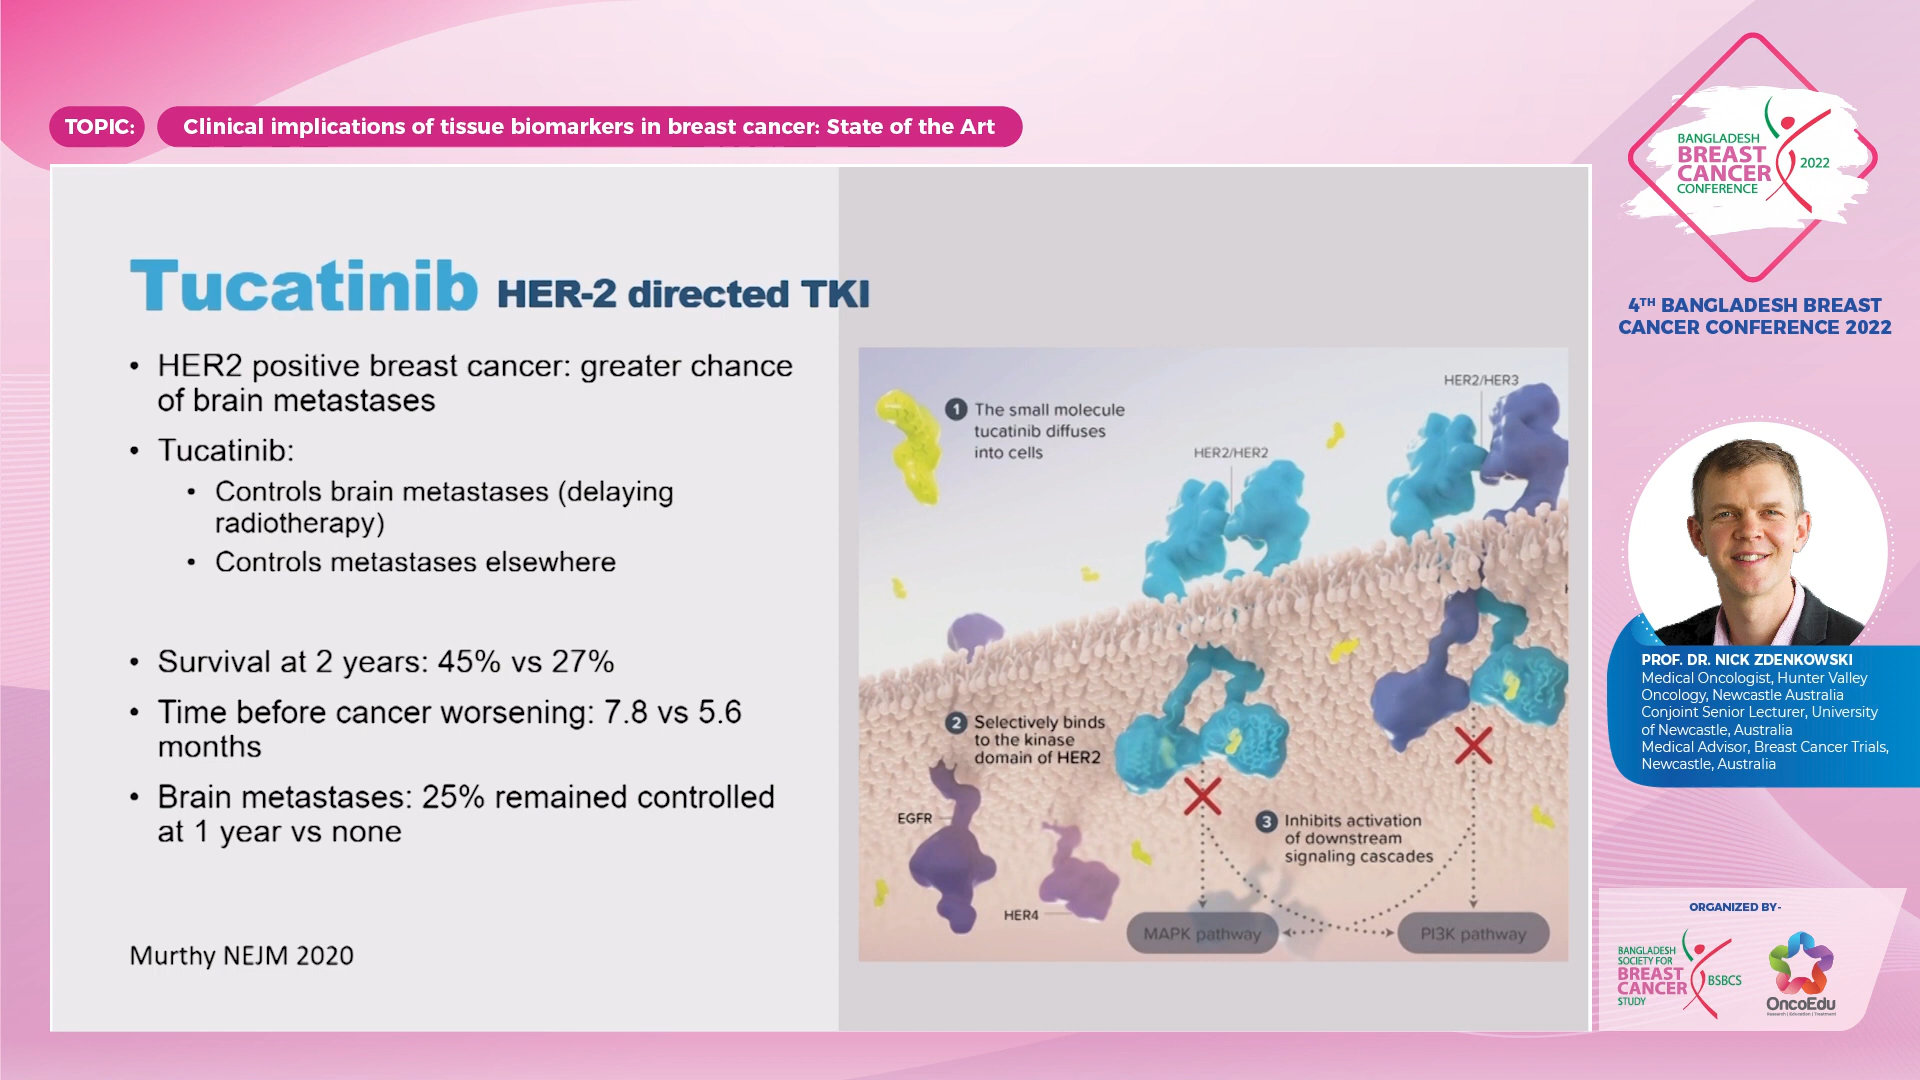 TOPIC:
Clinical implications of tissue biomarkers in breast cancer: State of the Art
Tucatinib HER-2 directed TKI
• HER2 positive breast cancer: greater chance
of brain metastases
• Tucatinib:
• Controls brain metastases (delaying
radiotherapy)
• Controls metastases elsewhere
• Survival at 2 years: 45% vs 27%
• Time before cancer worsening: 7.8 vs 5.6
months
• Brain metastases: 25% remained controlled
at 1 year vs none
Murthy NEJM 2020
1 The small molecule
tucatinib diffuses
into cells
HER2/HER2
HER2/HER3
2 Selectively binds
to the kinase
domain of HER2
EGFR
HER4
3 Inhibits activation
of downstream
signaling cascades
MAPK pathway
PI3K pathway
BANGLADESH
BREAST
CANCER
CONFERENCE
2022
4TH BANGLADESH BREAST
CANCER CONFERENCE 2022
PROF. DR. NICK ZDENKOWSKI
Medical Oncologist, Hunter Valley
Oncology, Newcastle Australia
Conjoint Senior Lecturer, University
of Newcastle, Australia
Medical Advisor, Breast Cancer Trials,
Newcastle, Australia
ORGANIZED BY-
BANGLADESH
SOCIETY FOR
BREAST
CANCER
STUDY
BSBCS
OncoEdu
Research | Education | Treatment